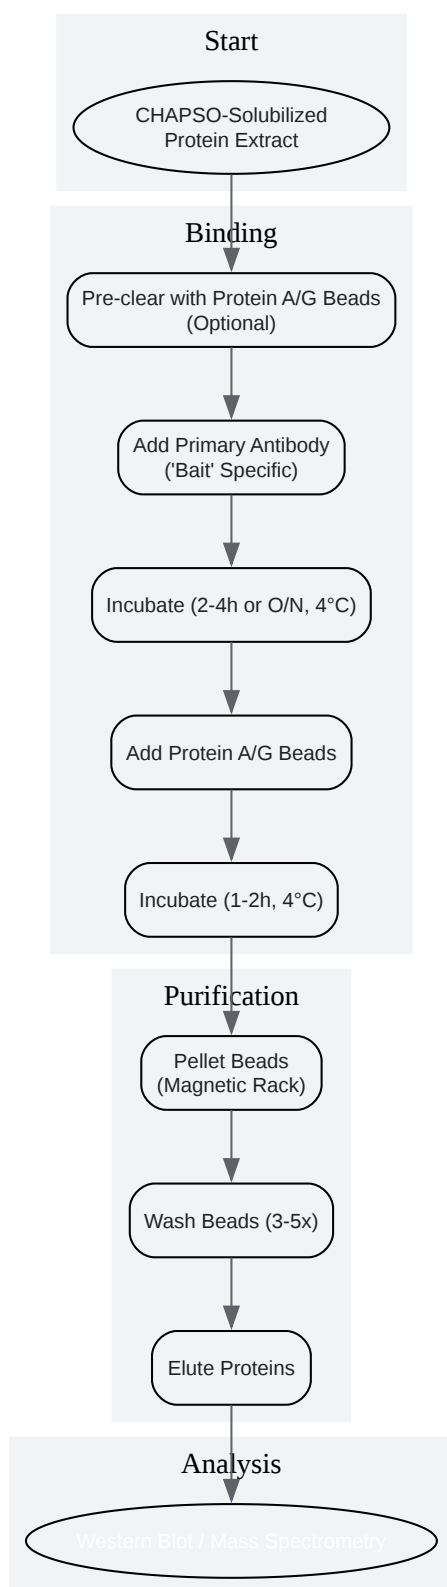 Start
CHAPSO-Solubilized
Protein Extract
Binding
Pre-clear with Protein A/G Beads
(Optional)
Add Primary Antibody
('Bait' Specific)
Incubate (2-4h or O/N, 4°C)
Add Protein A/G Beads
Incubate (1-2h, 4°C)
Purification
Pellet Beads
(Magnetic Rack)
Wash Beads (3-5x)
Elute Proteins
Analysis
Western Blot / Mass Spectrometry